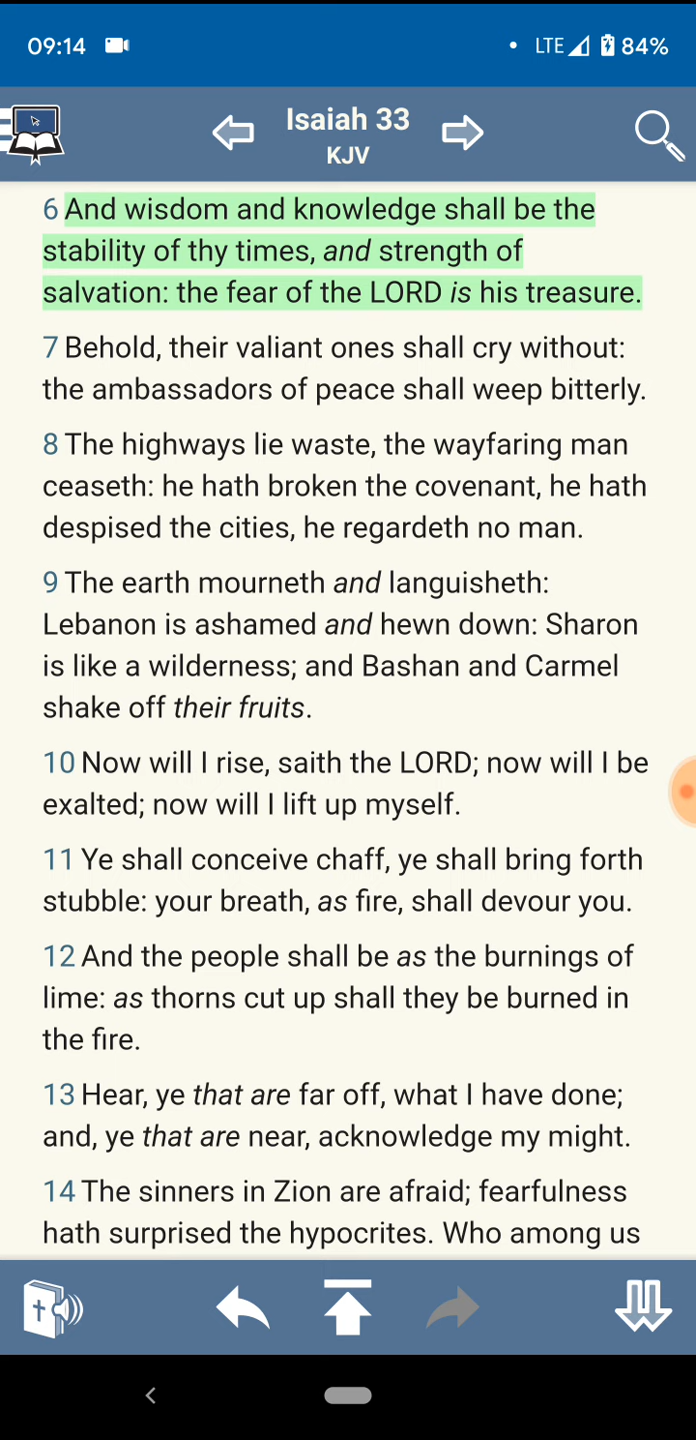 09:14
LTE
84%
Isaiah 33
KJV
6 And wisdom and knowledge shall be the
stability of thy times, and strength of
salvation: the fear of the LORD is his treasure.
7 Behold, their valiant ones shall cry without:
the ambassadors of peace shall weep bitterly.
8 The highways lie waste, the wayfaring man
ceaseth: he hath broken the covenant, he hath
despised the cities, he regardeth no man.
9 The earth mourneth and languisheth:
Lebanon is ashamed and hewn down: Sharon
is like a wilderness; and Bashan and Carmel
shake off their fruits.
10 Now will I rise, saith the LORD; now will I be
exalted; now will I lift up myself.
11 Ye shall conceive chaff, ye shall bring forth
stubble: your breath, as fire, shall devour you.
12 And the people shall be as the burnings of
lime: as thorns cut up shall they be burned in
the fire.
13 Hear, ye that are far off, what I have done;
and, ye that are near, acknowledge my might.
14 The sinners in Zion are afraid; fearfulness
hath surprised the hypocrites. Who among us